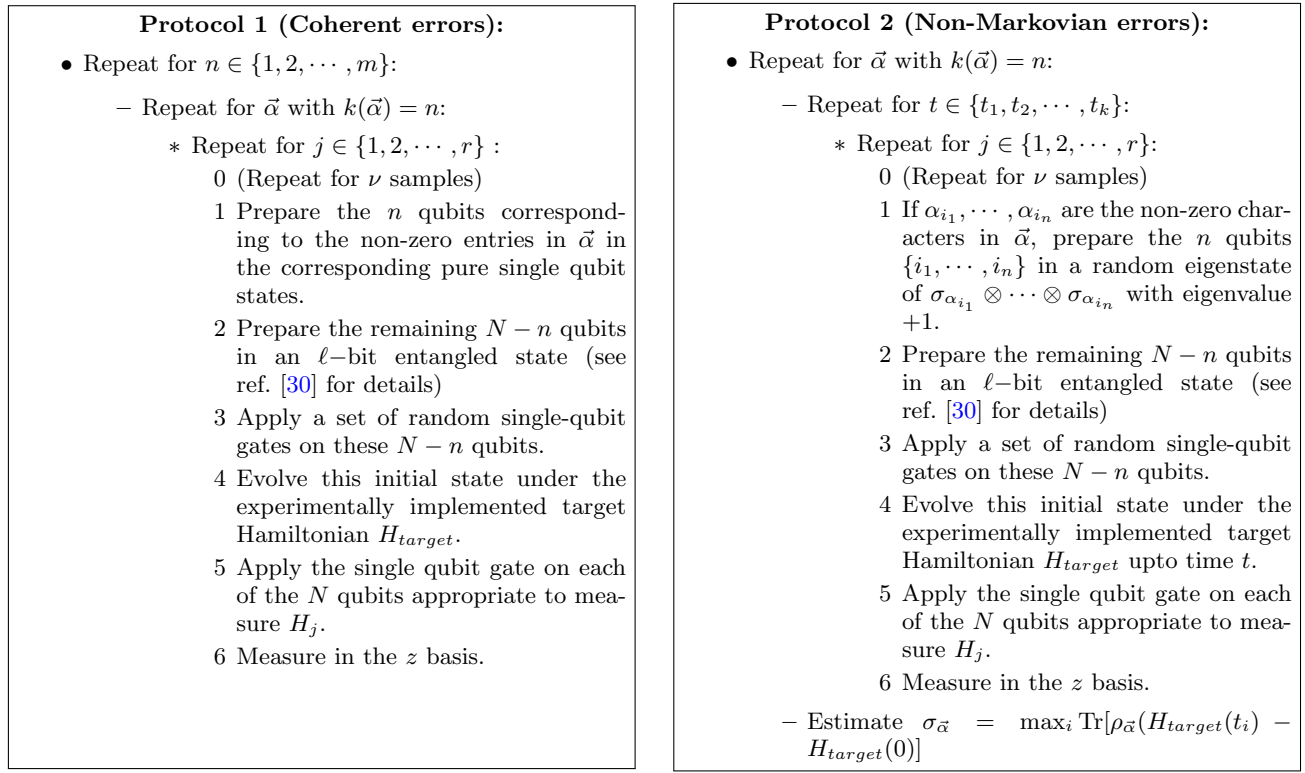 Protocol 1 (Coherent errors):
• Repeat for n ∈ {1, 2, ⋯ , m}:
– Repeat for α⃗ with k(α⃗) = n:
∗ Repeat for j ∈ {1, 2, ⋯ , r} :
0 (Repeat for ν samples)
1 Prepare the n qubits correspond-
ing to the non-zero entries in α⃗ in
the corresponding pure single qubit
states.
2 Prepare the remaining N − n qubits
in an ℓ−bit entangled state (see
ref. [30] for details)
3 Apply a set of random single-qubit
gates on these N − n qubits.
4 Evolve this initial state under the
experimentally implemented target
Hamiltonian H_{target}.
5 Apply the single qubit gate on each
of the N qubits appropriate to mea-
sure H_j.
6 Measure in the z basis.
Protocol 2 (Non-Markovian errors):
• Repeat for α⃗ with k(α⃗) = n:
– Repeat for t ∈ {t_1, t_2, ⋯ , t_k}:
∗ Repeat for j ∈ {1, 2, ⋯ , r}:
0 (Repeat for ν samples)
1 If α_{i_1}, ⋯ , α_{i_n} are the non-zero char-
acters in α⃗, prepare the n qubits
{i_1, ⋯ , i_n} in a random eigenstate
of σ_{α_{i_1}} ⊗ ⋯ ⊗ σ_{α_{i_n}} with eigenvalue
+1.
2 Prepare the remaining N − n qubits
in an ℓ−bit entangled state (see
ref. [30] for details)
3 Apply a set of random single-qubit
gates on these N − n qubits.
4 Evolve this initial state under the
experimentally implemented target
Hamiltonian H_{target} upto time t.
5 Apply the single qubit gate on each
of the N qubits appropriate to mea-
sure H_j.
6 Measure in the z basis.
– Estimate σ_{α⃗} = max_i Tr[ρ_{α⃗}(H_{target}(t_i) −
H_{target}(0)]